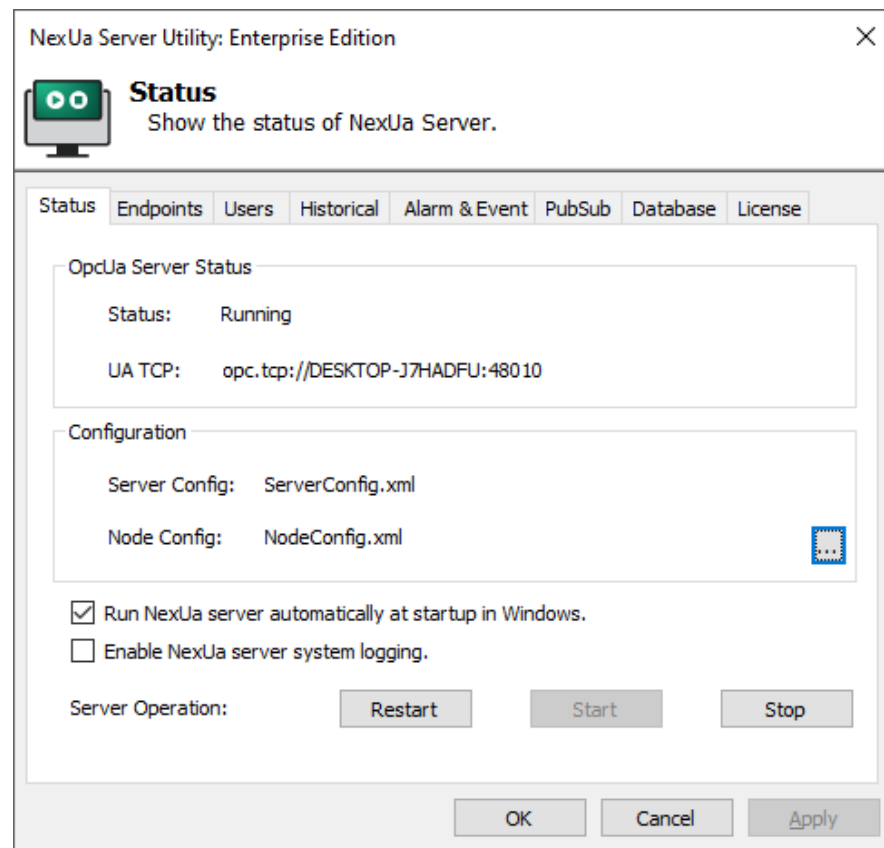 NexUa Server Utility: Enterprise Edition
Status
Show the status of NexUa Server.
Status Endpoints Users Historical Alarm & Event PubSub Database License
OpcUa Server Status
Status: Running
UA TCP: opc.tcp://DESKTOP-J7HADFU:48010
Configuration
Server Config: ServerConfig.xml
Node Config: NodeConfig.xml
...
Run NexUa server automatically at startup in Windows.
Enable NexUa server system logging.
Server Operation: Restart Start Stop
OK Cancel Apply